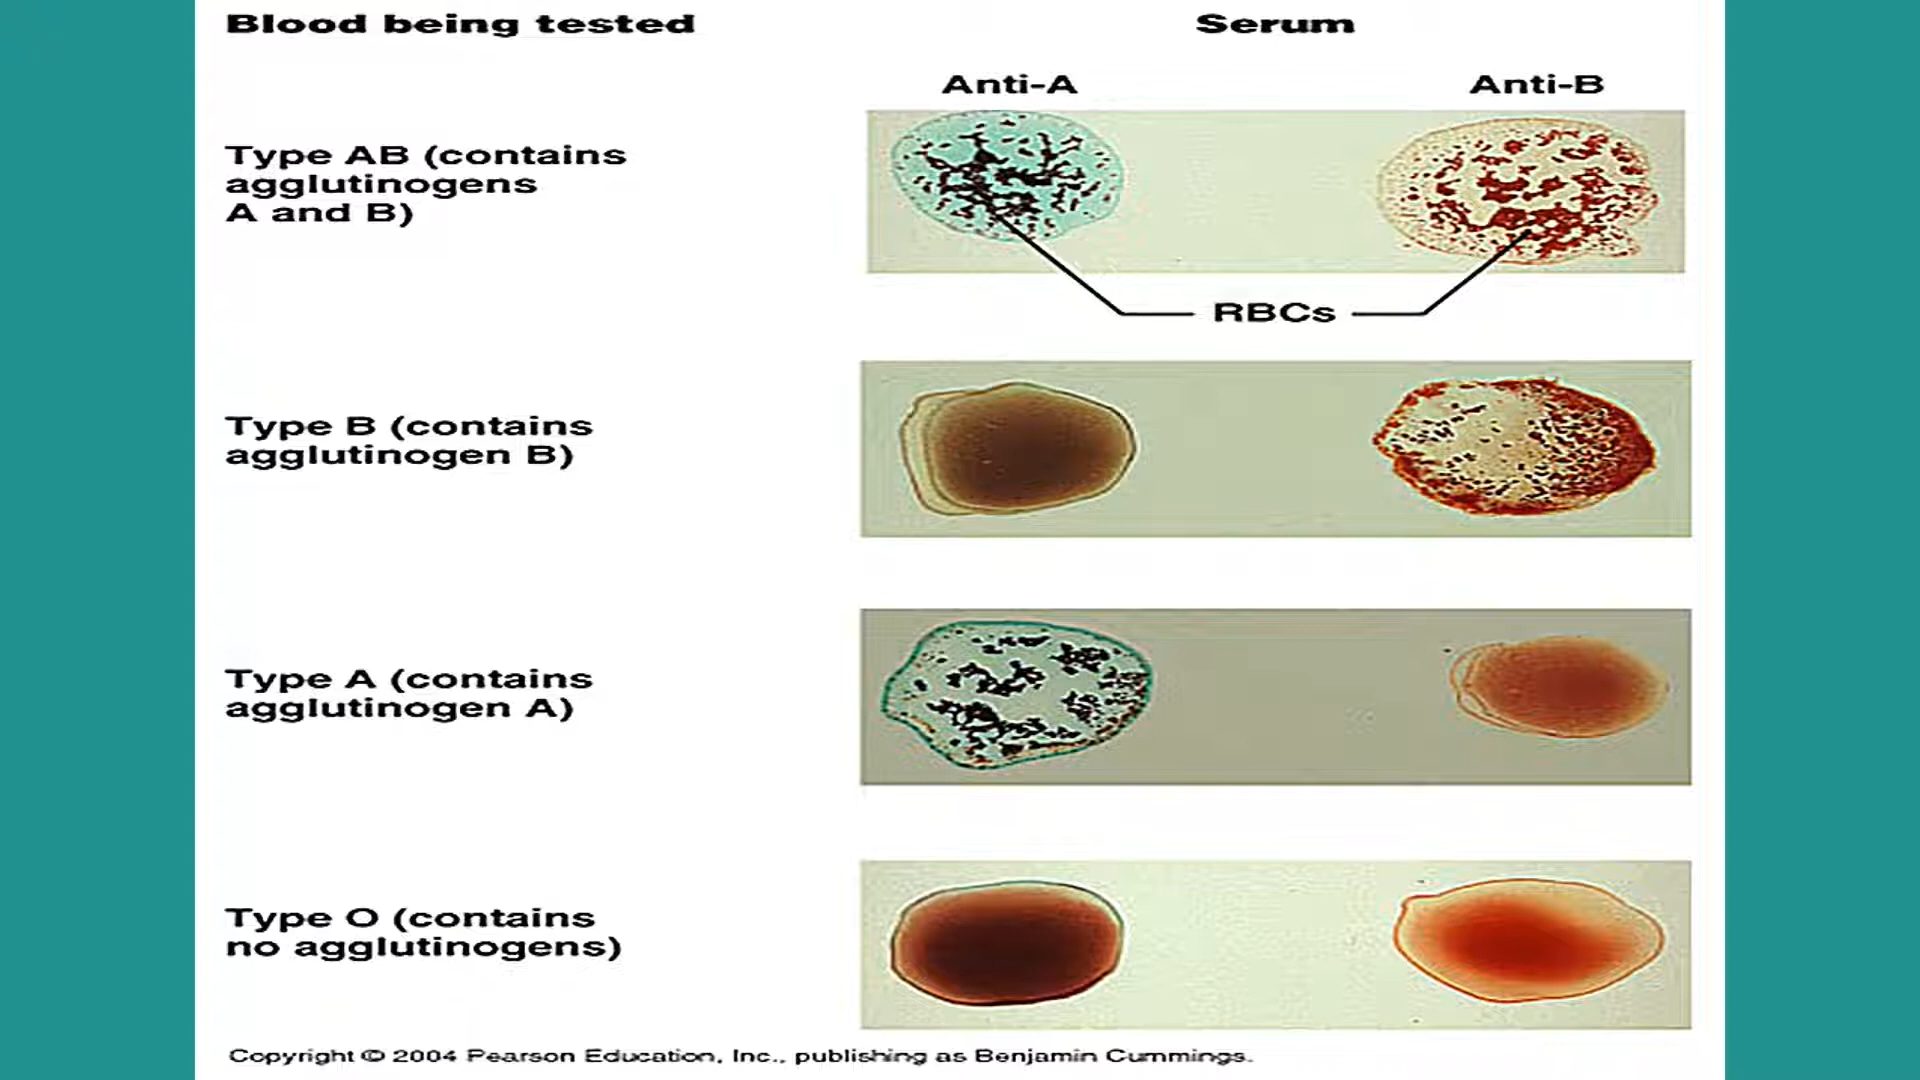 Blood being tested
Serum
Anti-A
Anti-B
Type AB (contains
agglutinogens
A and B)
RBCs
Type B (contains
agglutinogen B)
Type A (contains
agglutinogen A)
Type O (contains
no agglutinogens)
Copyright © 2004 Pearson Education, Inc., publishing as Benjamin Cummings.